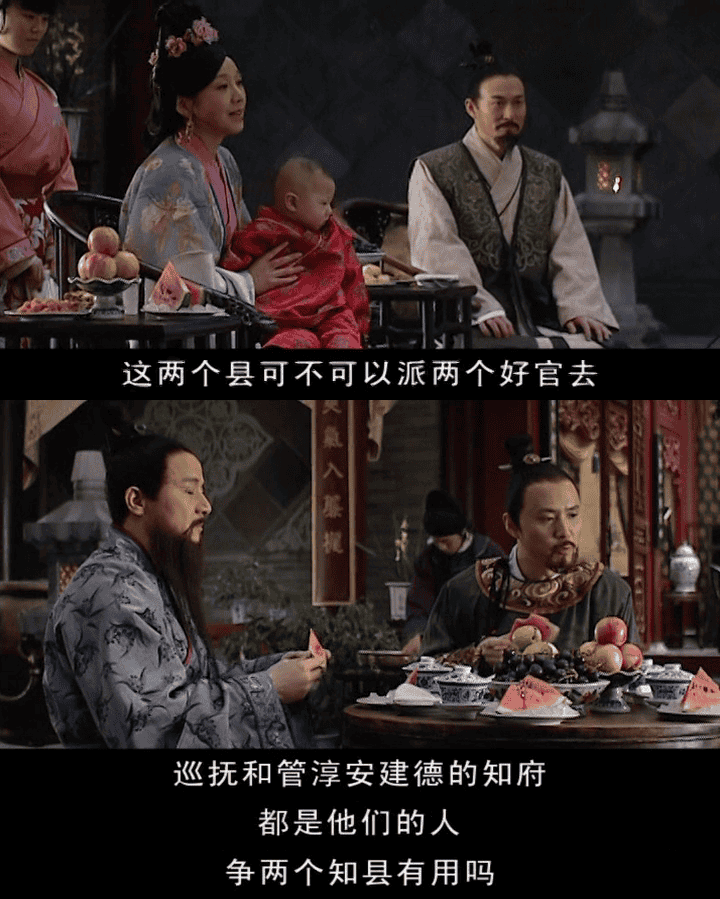 这两个县可不可以派两个好官去
巡抚和管淳安建德的知府
都是他们的人
争两个知县有用吗